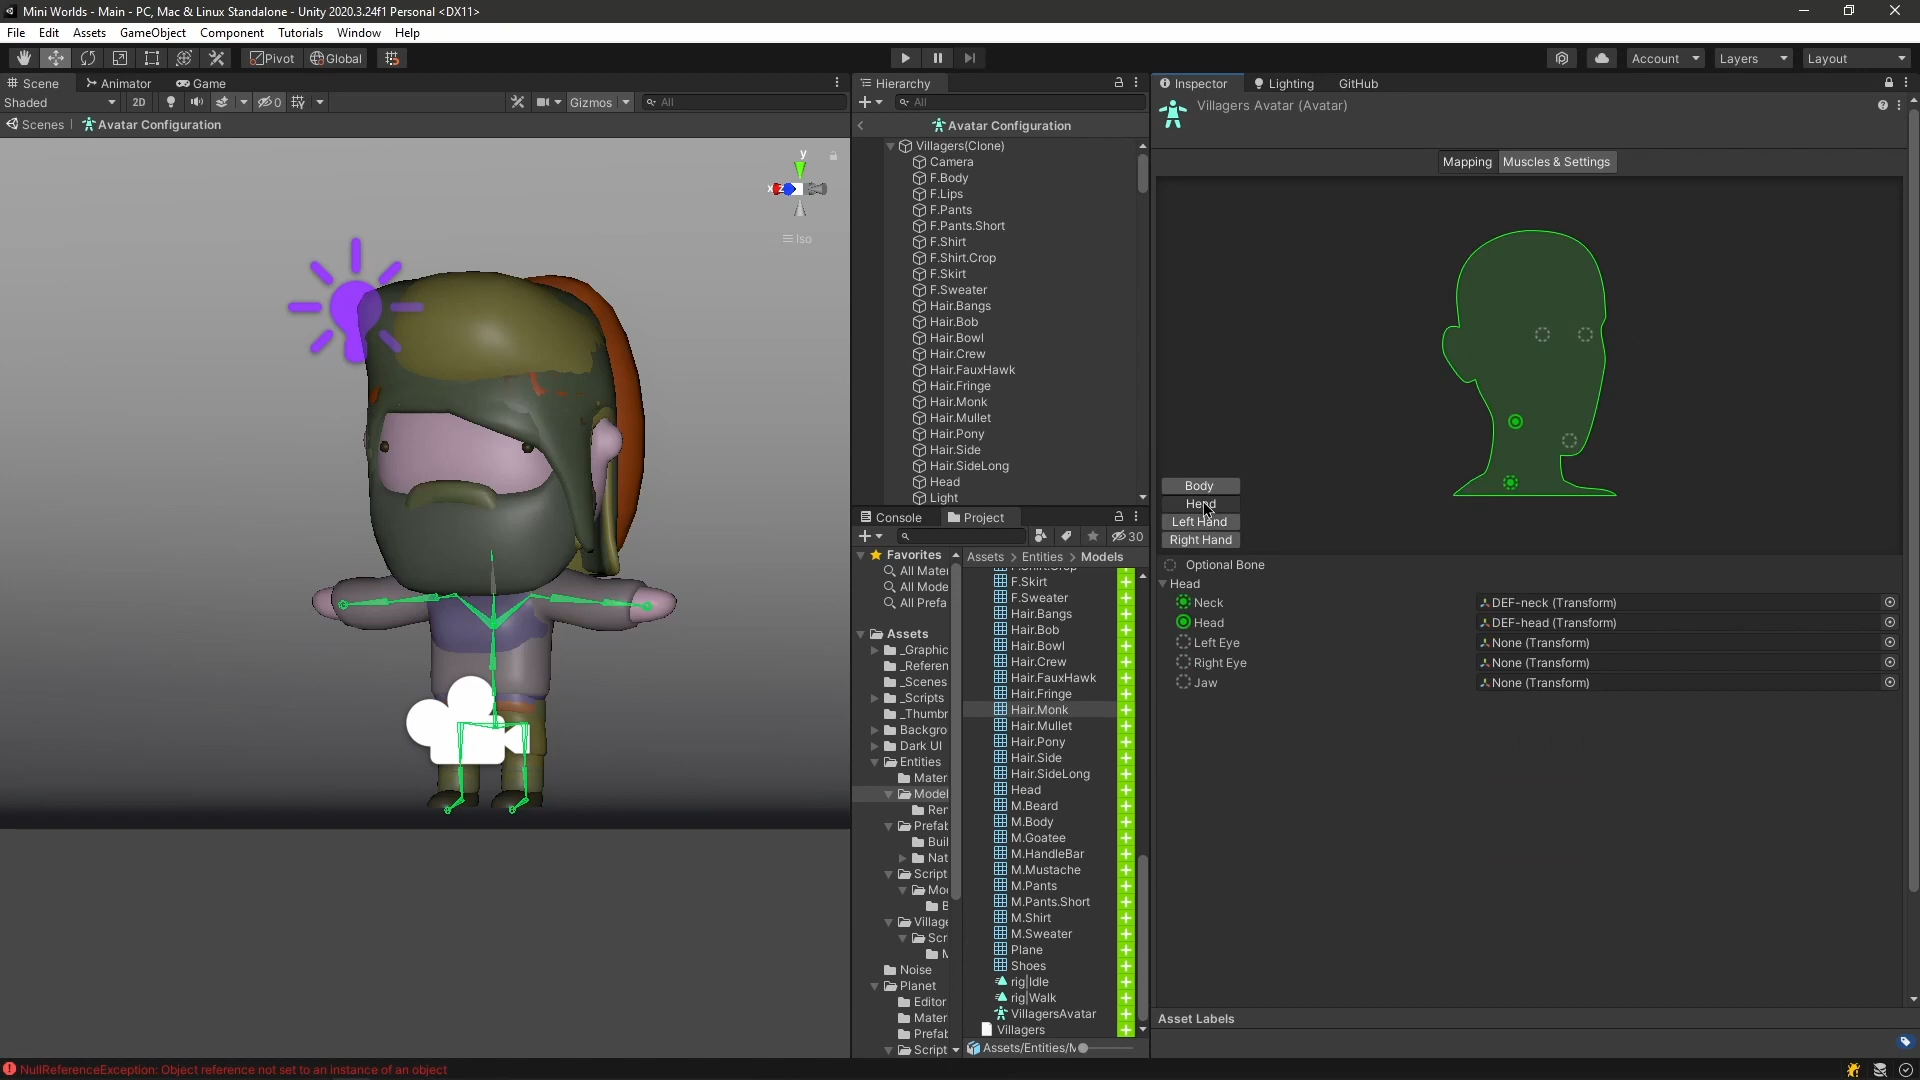 Mini Worlds - Main - PC, Mac & Linux Standalone - Unity 2020.3.24f1 Personal <DX11>
File Edit Assets GameObject Component Tutorials Window Help
Pivot Global Account Layers Layout
Scene Animator Game
Shaded 2D 0 Gizmos All
Scenes Avatar Configuration
y
x z
Iso
Hierarchy
All
Avatar Configuration
Villagers(Clone)
Camera
F.Body
F.Lips
F.Pants
F.Pants.Short
F.Shirt
F.Shirt.Crop
F.Skirt
F.Sweater
Hair.Bangs
Hair.Bob
Hair.Bowl
Hair.Crew
Hair.FauxHawk
Hair.Fringe
Hair.Monk
Hair.Mullet
Hair.Pony
Hair.Side
Hair.SideLong
Head
Light
Console Project
30
Favorites
All Mater
All Mode
All Prefa
Assets
_Graphic
_Referen
_Scenes
_Scripts
_Thumbr
Backgro
Dark UI
Entities
Mater
Model
Ren
Prefab
Buil
Nat
Script
Mod
B
Village
Scr
M
Noise
Planet
Editor
Mater
Prefab
Script
Assets > Entities > Models
F.Shirt.Crop
F.Skirt
F.Sweater
Hair.Bangs
Hair.Bob
Hair.Bowl
Hair.Crew
Hair.FauxHawk
Hair.Fringe
Hair.Monk
Hair.Mullet
Hair.Pony
Hair.Side
Hair.SideLong
Head
M.Beard
M.Body
M.Goatee
M.HandleBar
M.Mustache
M.Pants
M.Pants.Short
M.Shirt
M.Sweater
Plane
Shoes
rig|Idle
rig|Walk
VillagersAvatar
Villagers
Assets/Entities/M
Inspector Lighting GitHub
Villagers Avatar (Avatar)
Mapping Muscles & Settings
Body
Head
Left Hand
Right Hand
Optional Bone
Head
Neck DEF-neck (Transform)
Head DEF-head (Transform)
Left Eye None (Transform)
Right Eye None (Transform)
Jaw None (Transform)
Asset Labels
NullReferenceException: Object reference not set to an instance of an object